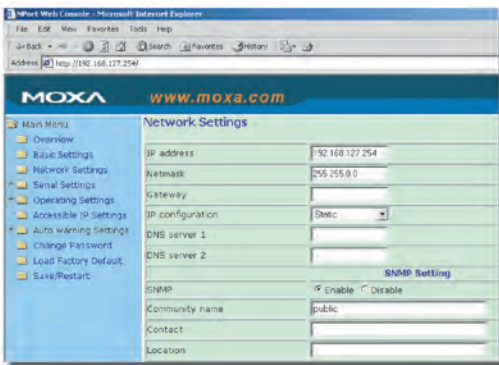 NPort Web Console - Microsoft Internet Explorer
File Edit View Favorites Tools Help
Back Search Favorites History
Address http://192.168.127.254/
MOXA www.moxa.com
Main Menu
Overview
Basic Settings
Network Settings
Serial Settings
Operating Settings
Accessible IP Settings
Auto warning Settings
Change Password
Load Factory Default
Save/Restart
Network Settings
IP address 192.168.127.254
Netmask 255.255.0.0
Gateway
IP configuration Static
DNS server 1
DNS server 2
SNMP Setting
SNMP Enable Disable
Community name public
Contact
Location